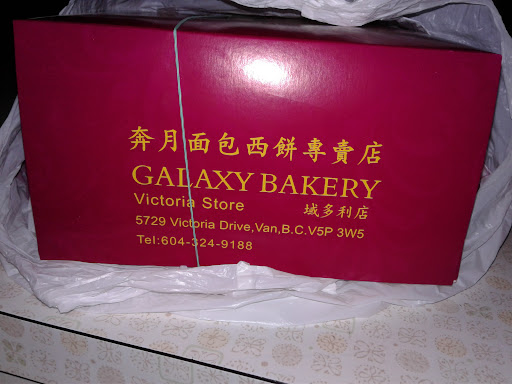 奔月面包西餅專賣店
GALAXY BAKERY
Victoria Store 域多利店
5729 Victoria Drive,Van,B.C.V5P 3W5
Tel:604-324-9188